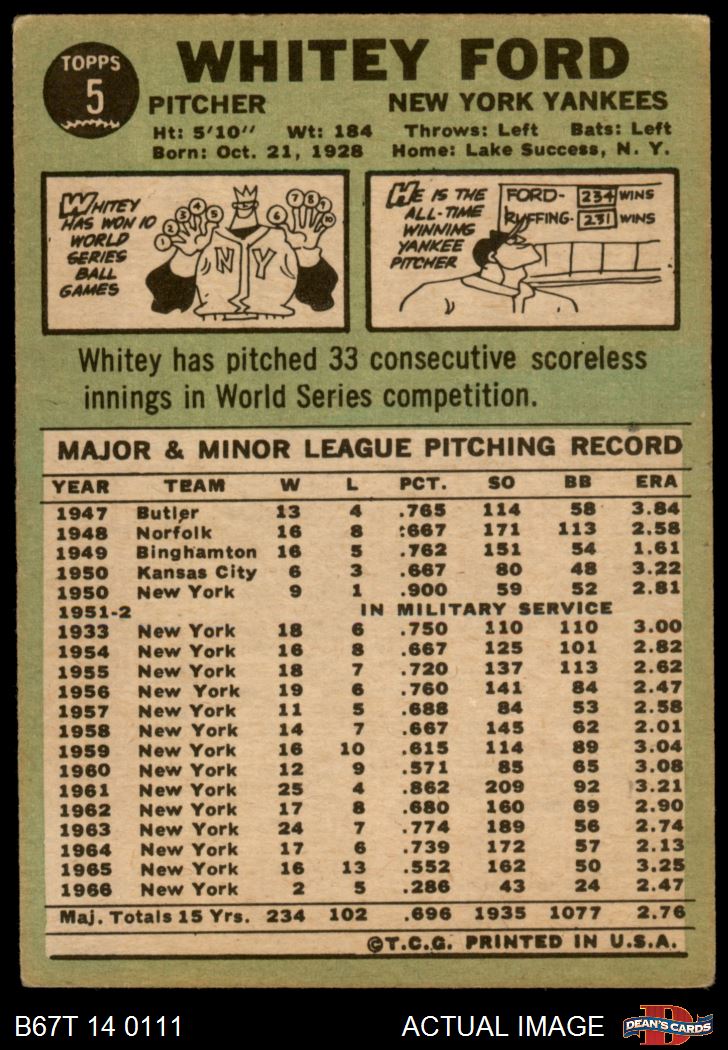 TOPPS
5
WHITEY FORD
PITCHER NEW YORK YANKEES
Ht: 5'10" Wt: 184 Throws: Left Bats: Left
Born: Oct. 21, 1928 Home: Lake Success, N. Y.
WHITEY
HAS WON 10
WORLD
SERIES
BALL
GAMES
1 2 3 4 5 6 7 8 9 10
NY
HE IS THE
ALL-TIME
WINNING
YANKEE
PITCHER
FORD- 234 WINS
RUFFING- 231 WINS
Whitey has pitched 33 consecutive scoreless
innings in World Series competition.
MAJOR & MINOR LEAGUE PITCHING RECORD
YEAR TEAM W L PCT. SO BB ERA
1947 Butler 13 4 .765 114 58 3.84
1948 Norfolk 16 8 .667 171 113 2.58
1949 Binghamton 16 5 .762 151 54 1.61
1950 Kansas City 6 3 .667 80 48 3.22
1950 New York 9 1 .900 59 52 2.81
1951-2 IN MILITARY SERVICE
1933 New York 18 6 .750 110 110 3.00
1954 New York 16 8 .667 125 101 2.82
1955 New York 18 7 .720 137 113 2.62
1956 New York 19 6 .760 141 84 2.47
1957 New York 11 5 .688 84 53 2.58
1958 New York 14 7 .667 145 62 2.01
1959 New York 16 10 .615 114 89 3.04
1960 New York 12 9 .571 85 65 3.08
1961 New York 25 4 .862 209 92 3.21
1962 New York 17 8 .680 160 69 2.90
1963 New York 24 7 .774 189 56 2.74
1964 New York 17 6 .739 172 57 2.13
1965 New York 16 13 .552 162 50 3.25
1966 New York 2 5 .286 43 24 2.47
Maj. Totals 15 Yrs. 234 102 .696 1935 1077 2.76
©T.C.G. PRINTED IN U.S.A.
B67T 14 0111 ACTUAL IMAGE D DEAN'S CARDS